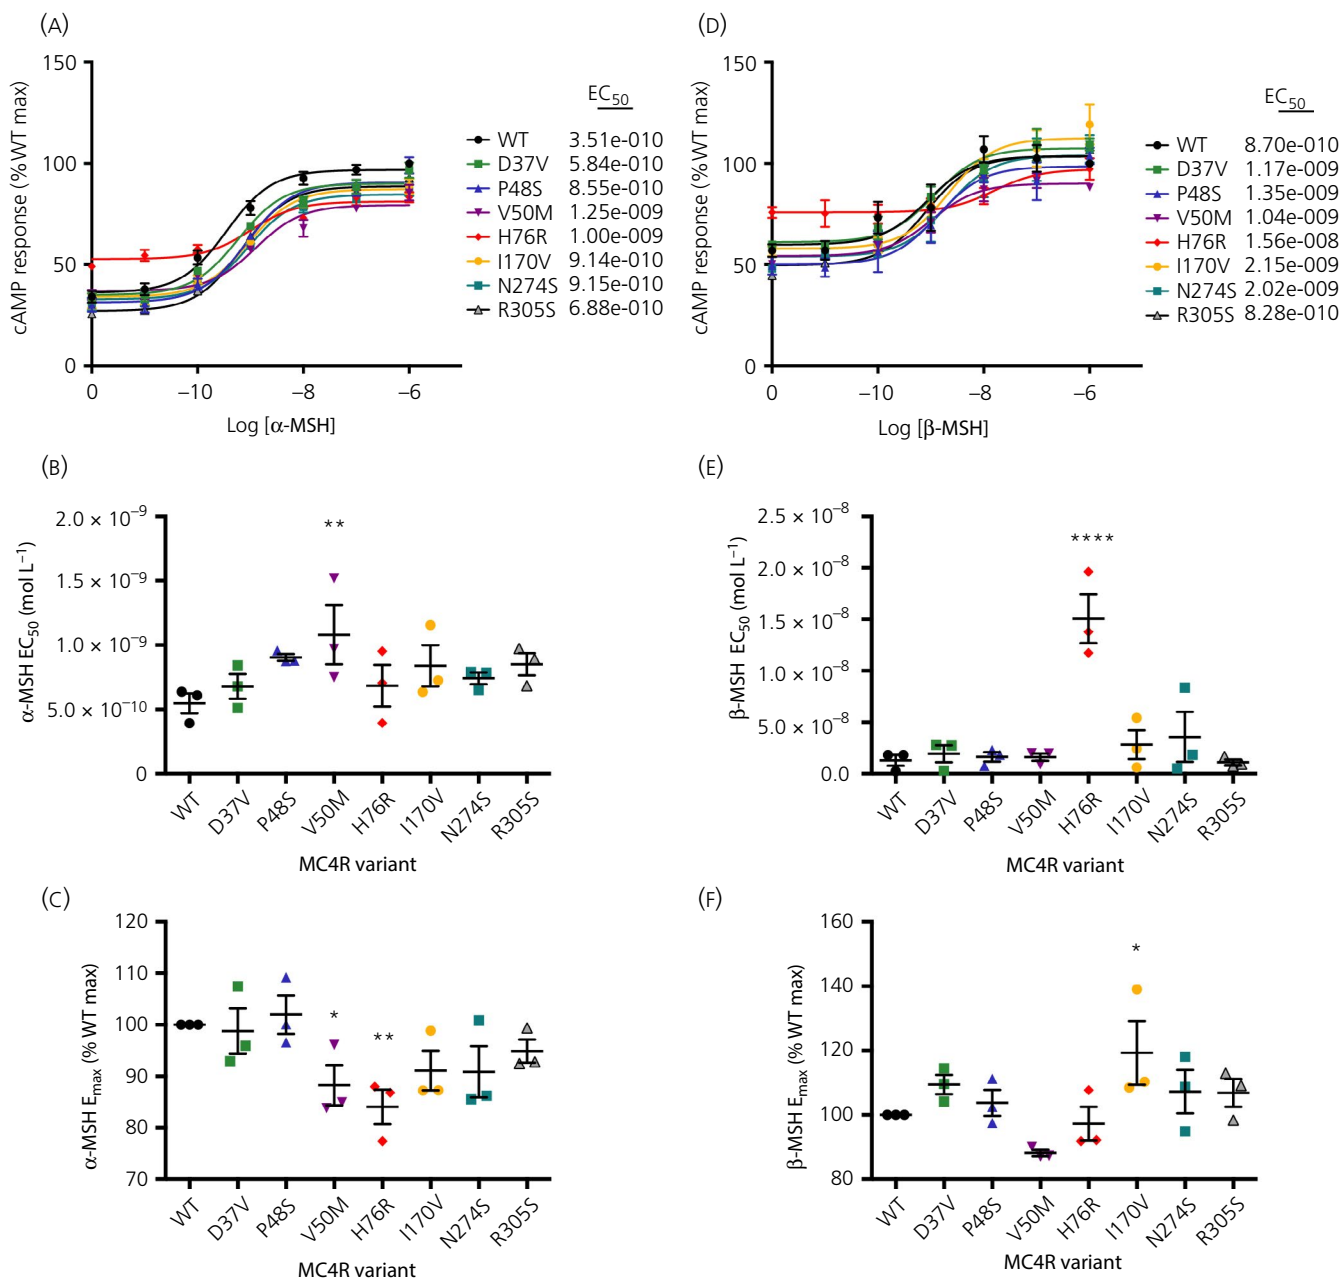 (A)
cAMP response (% WT max)
150
100
50
0
0 −10 −8 −6
Log [α-MSH]
EC50
WT 3.51e-010
D37V 5.84e-010
P48S 8.55e-010
V50M 1.25e-009
H76R 1.00e-009
I170V 9.14e-010
N274S 9.15e-010
R305S 6.88e-010
(D)
cAMP response (% WT max)
150
100
50
0
0 −10 −8 −6
Log [β-MSH]
EC50
WT 8.70e-010
D37V 1.17e-009
P48S 1.35e-009
V50M 1.04e-009
H76R 1.56e-008
I170V 2.15e-009
N274S 2.02e-009
R305S 8.28e-010
(B)
α-MSH EC50 (mol L−1)
2.0 × 10−9
1.5 × 10−9
1.0 × 10−9
5.0 × 10−10
0
**
WT D37V P48S V50M H76R I170V N274S R305S
MC4R variant
(E)
β-MSH EC50 (mol L−1)
2.5 × 10−8
2.0 × 10−8
1.5 × 10−8
1.0 × 10−8
5.0 × 10−8
0.0
****
WT D37V P48S V50M H76R I170V N274S R305S
MC4R variant
(C)
α-MSH Emax (% WT max)
120
110
100
90
80
70
* **
WT D37V P48S V50M H76R I170V N274S R305S
MC4R variant
(F)
β-MSH Emax (% WT max)
160
140
120
100
80
*
WT D37V P48S V50M H76R I170V N274S R305S
MC4R variant